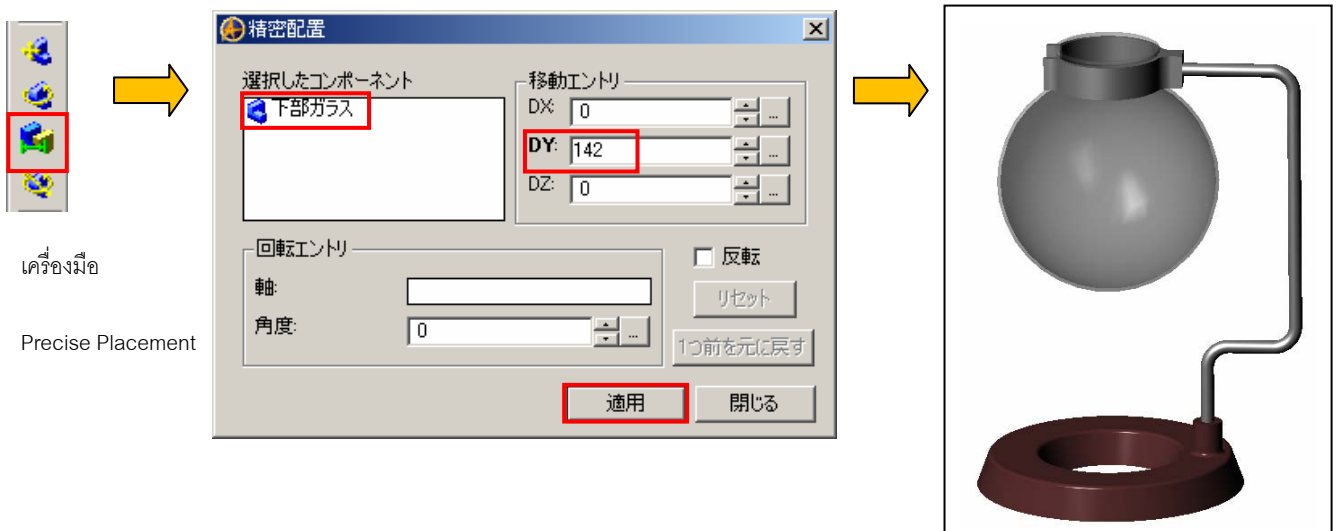 เครื่องมือ
Precise Placement
精密配置
選択したコンポーネント
下部ガラス
移動エントリ
DX: 0 ...
DY: 142 ...
DZ: 0 ...
回転エントリ
軸:
角度: 0 ...
反転
リセット
1つ前を元に戻す
適用
閉じる